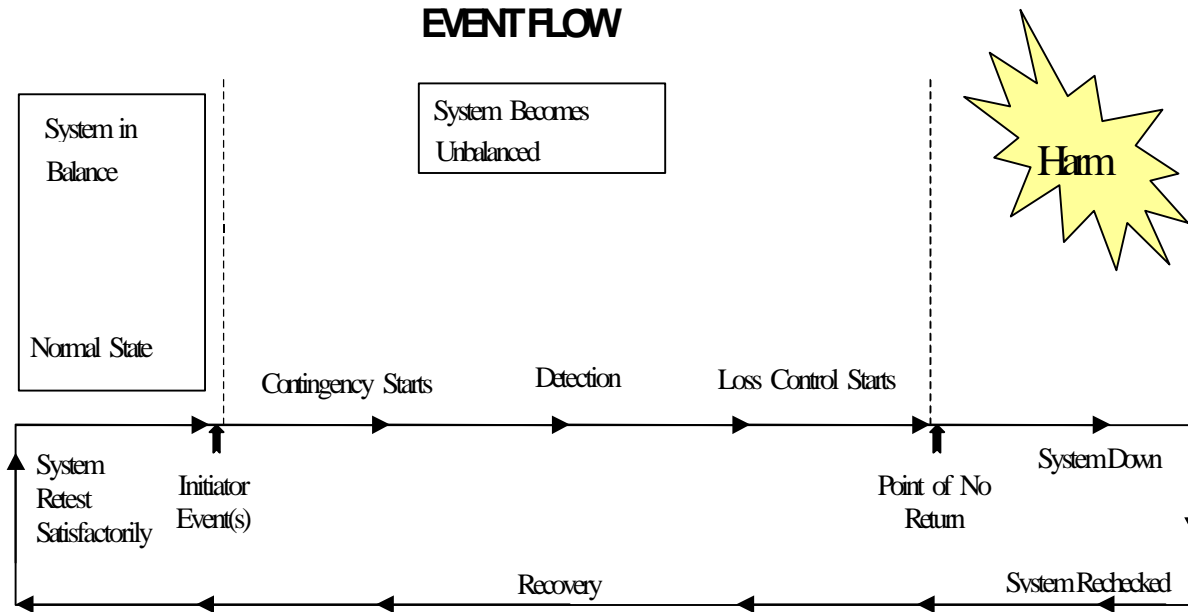 EVENT FLOW
System in
Balance
Normal State
System Becomes
Unbalanced
Harm
Contingency Starts
Detection
Loss Control Starts
System
Retest
Satisfactorily
Initiator
Event(s)
Point of No
Return
System Down
Recovery
System Rechecked